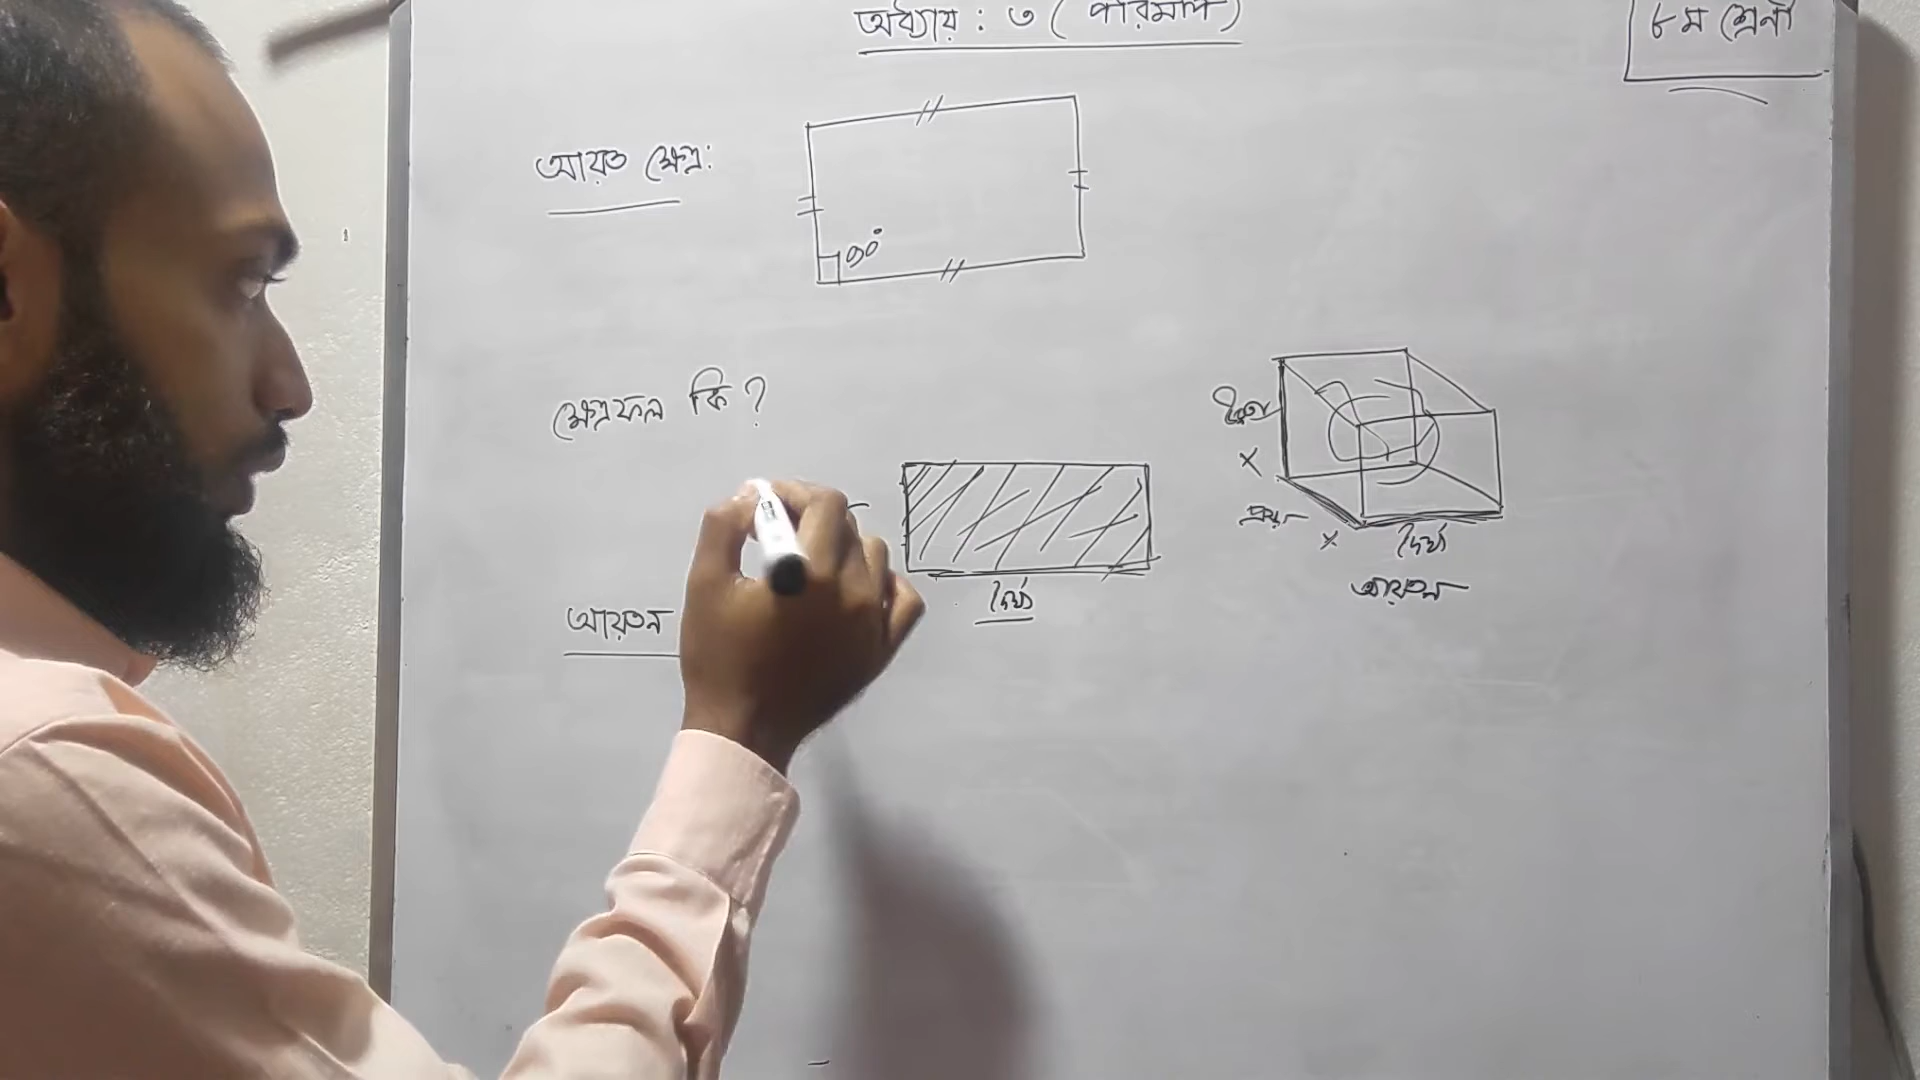 অধ্যায় : ৩ ( পরিমাপ )
৮ম শ্রেণী
আয়ত ক্ষেত্র:
৯০°
ক্ষেত্রফল কি ?
উচ্চতা
×
প্রস্থ
× দৈর্ঘ্য
দৈর্ঘ্য
আয়তন
আয়তন